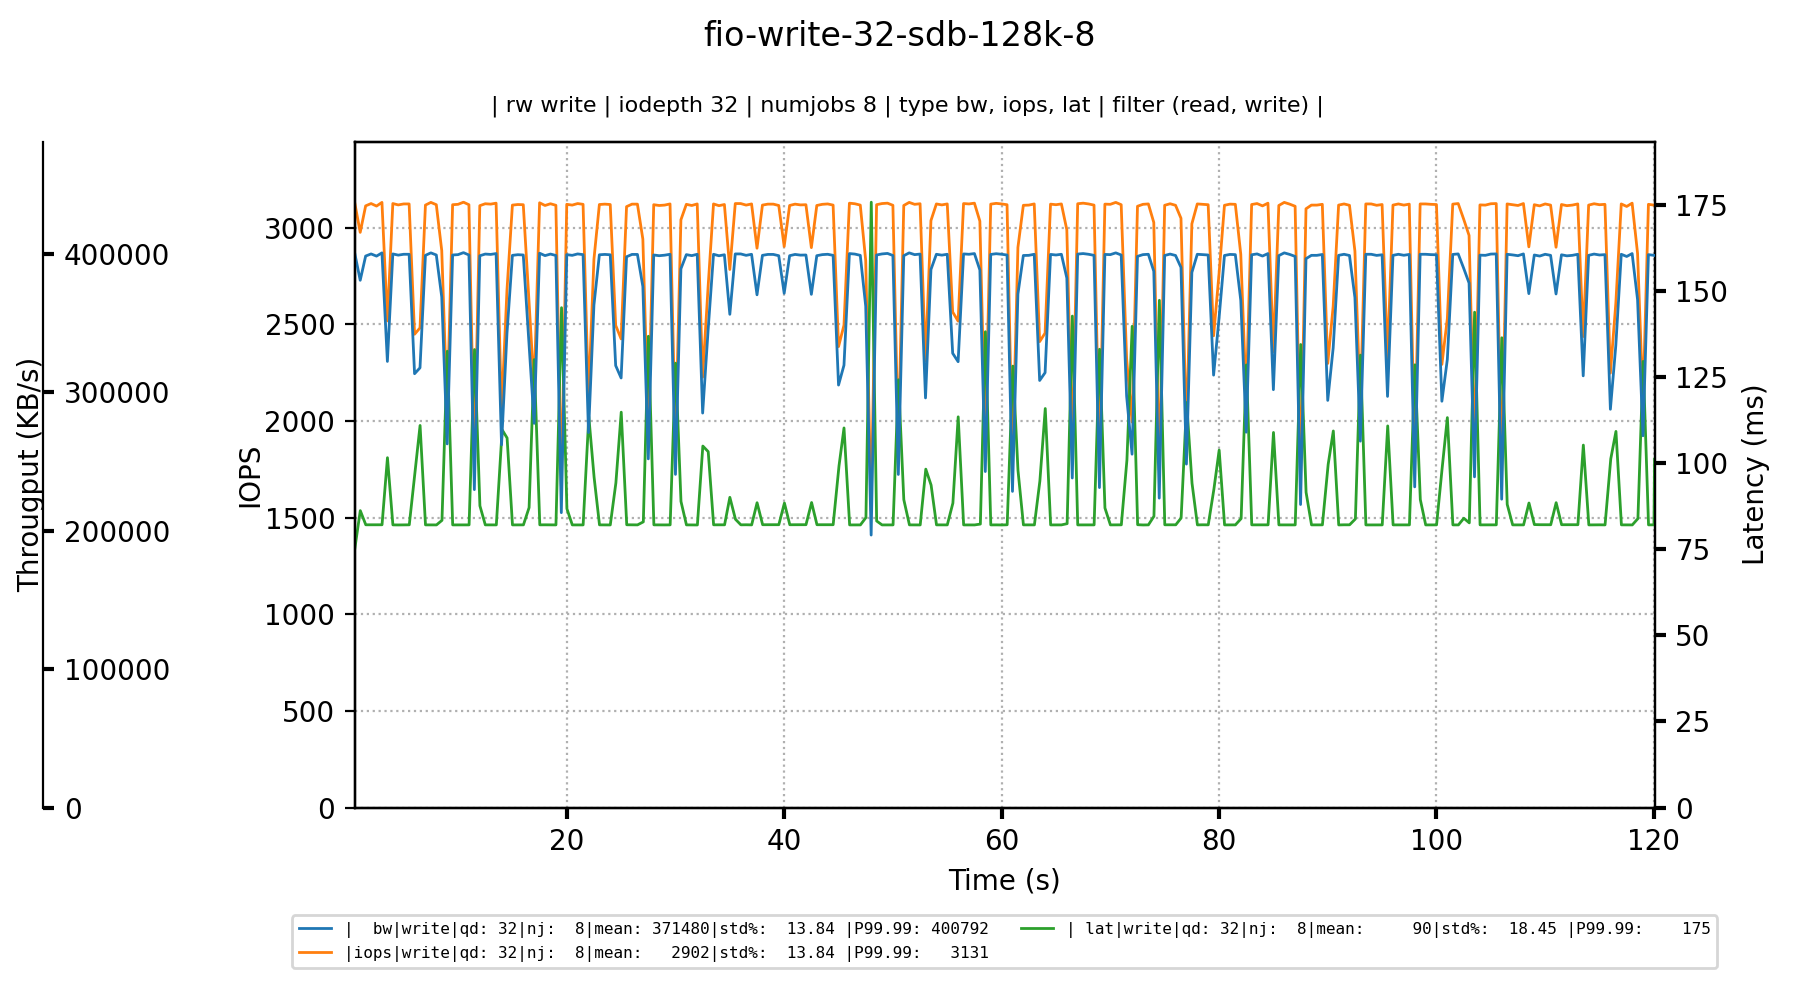 fio-write-32-sdb-128k-8
| rw write | iodepth 32 | numjobs 8 | type bw, iops, lat | filter (read, write) |
Througput (KB/s)
400000
300000
200000
100000
0
IOPS
3000
2500
2000
1500
1000
500
0
175
150
125
100
75
50
25
0
Latency (ms)
20 40 60 80 100 120
Time (s)
|  bw|write|qd: 32|nj:  8|mean: 371480|std%:  13.84 |P99.99: 400792
|iops|write|qd: 32|nj:  8|mean:   2902|std%:  13.84 |P99.99:   3131
| lat|write|qd: 32|nj:  8|mean:     90|std%:  18.45 |P99.99:    175